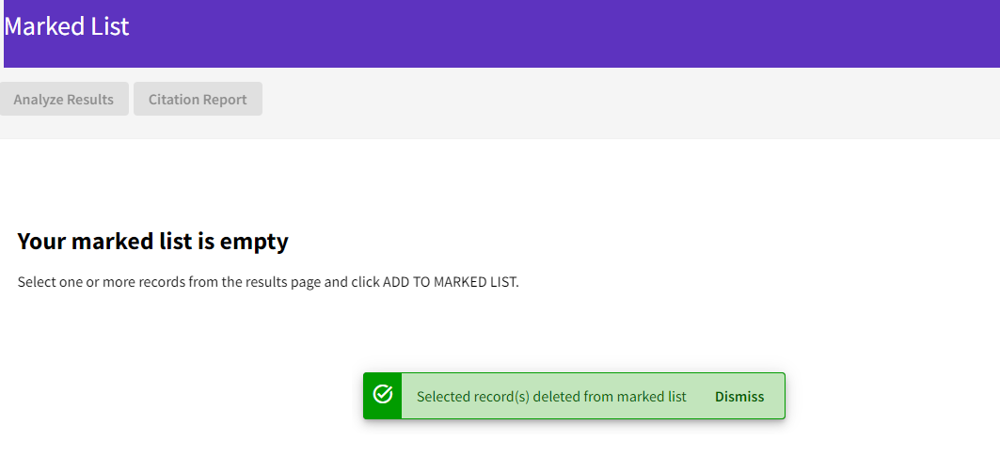 Marked List
Analyze Results Citation Report
Your marked list is empty
Select one or more records from the results page and click ADD TO MARKED LIST.
Selected record(s) deleted from marked list Dismiss